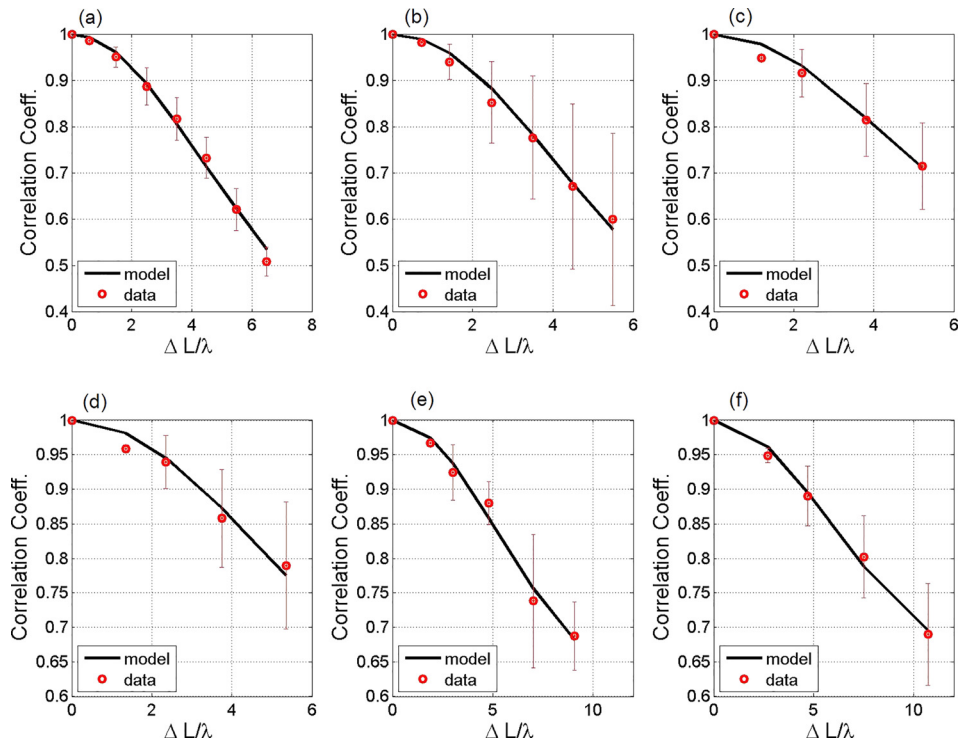 (a)
1
0.9
0.8
0.7
0.6
0.5
0.4
Correlation Coeff.
model
data
0 2 4 6 8
Δ L/λ
(b)
1
0.9
0.8
0.7
0.6
0.5
0.4
Correlation Coeff.
model
data
0 2 4 6
Δ L/λ
(c)
1
0.9
0.8
0.7
0.6
0.5
0.4
Correlation Coeff.
model
data
0 2 4 6
Δ L/λ
(d)
1
0.95
0.9
0.85
0.8
0.75
0.7
0.65
0.6
Correlation Coeff.
model
data
0 2 4 6
Δ L/λ
(e)
1
0.95
0.9
0.85
0.8
0.75
0.7
0.65
0.6
Correlation Coeff.
model
data
0 5 10
Δ L/λ
(f)
1
0.95
0.9
0.85
0.8
0.75
0.7
0.65
0.6
Correlation Coeff.
model
data
0 5 10
Δ L/λ